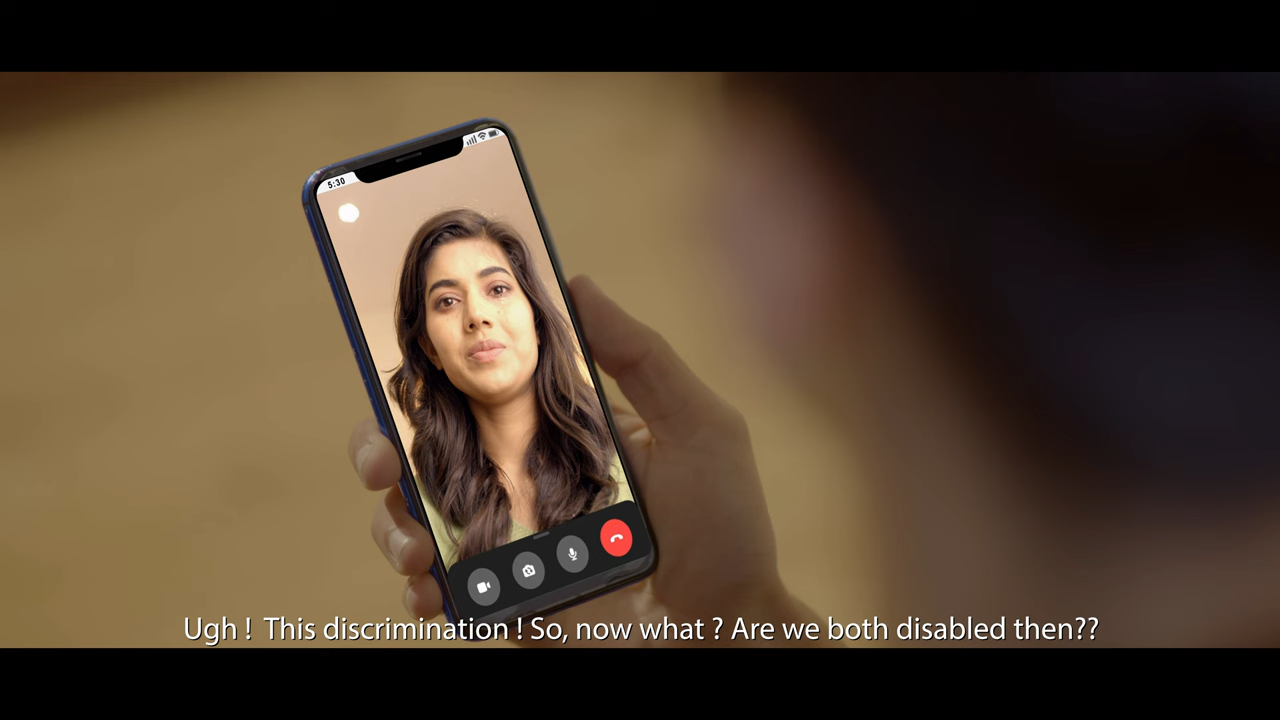 5:30
Ugh ! This discrimination ! So, now what ? Are we both disabled then??